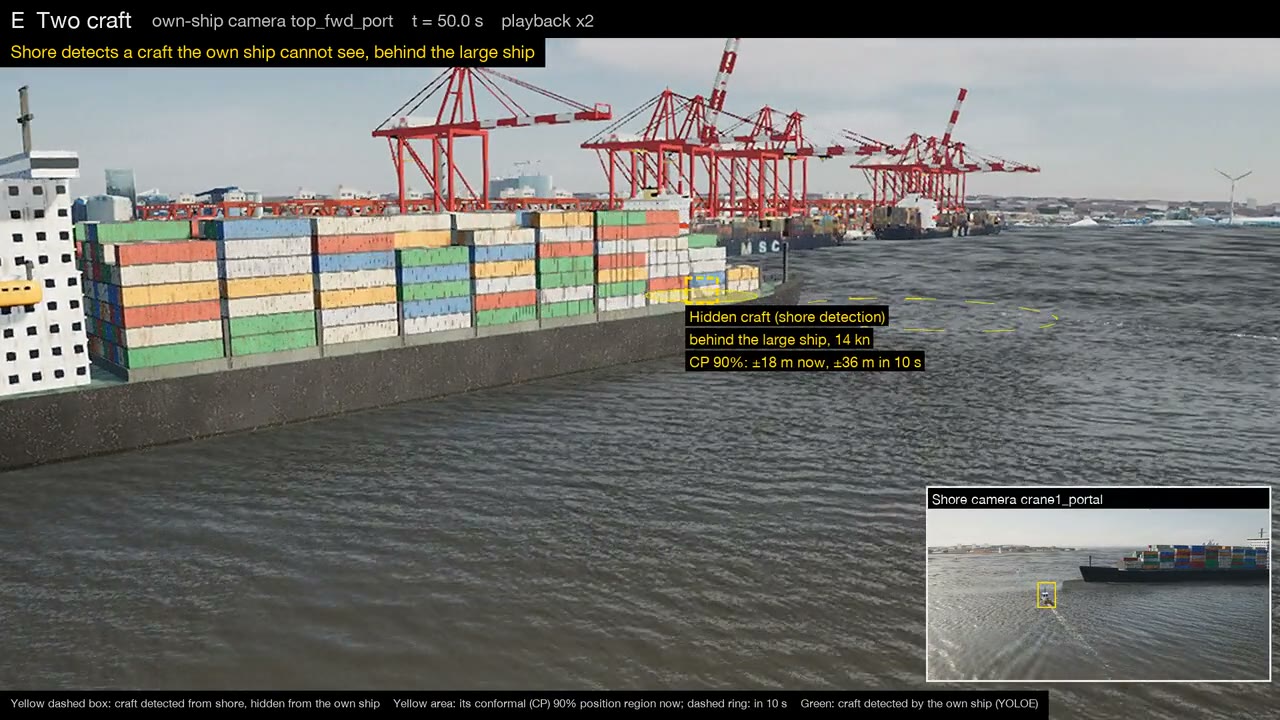 E Two craft own-ship camera top_fwd_port t = 50.0 s playback x2
Shore detects a craft the own ship cannot see, behind the large ship
MSC
Hidden craft (shore detection)
behind the large ship, 14 kn
CP 90%: ±18 m now, ±36 m in 10 s
Shore camera crane1_portal
Yellow dashed box: craft detected from shore, hidden from the own ship Yellow area: its conformal (CP) 90% position region now; dashed ring: in 10 s Green: craft detected by the own ship (YOLOE)